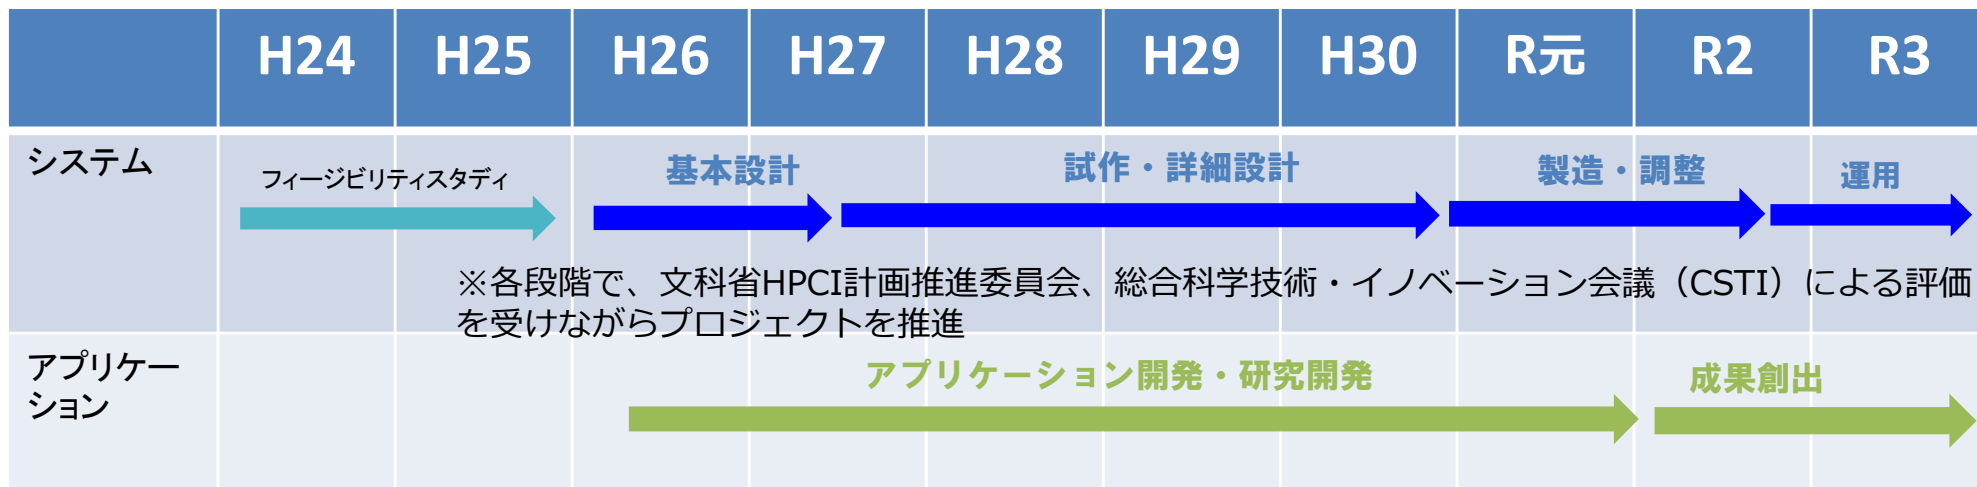 H24 H25 H26 H27 H28 H29 H30 R元 R2 R3
システム
フィージビリティスタディ
基本設計
試作・詳細設計
製造・調整
運用
※各段階で、文科省HPCI計画推進委員会、総合科学技術・イノベーション会議（CSTI）による評価
を受けながらプロジェクトを推進
アプリケー
ション
アプリケーション開発・研究開発
成果創出